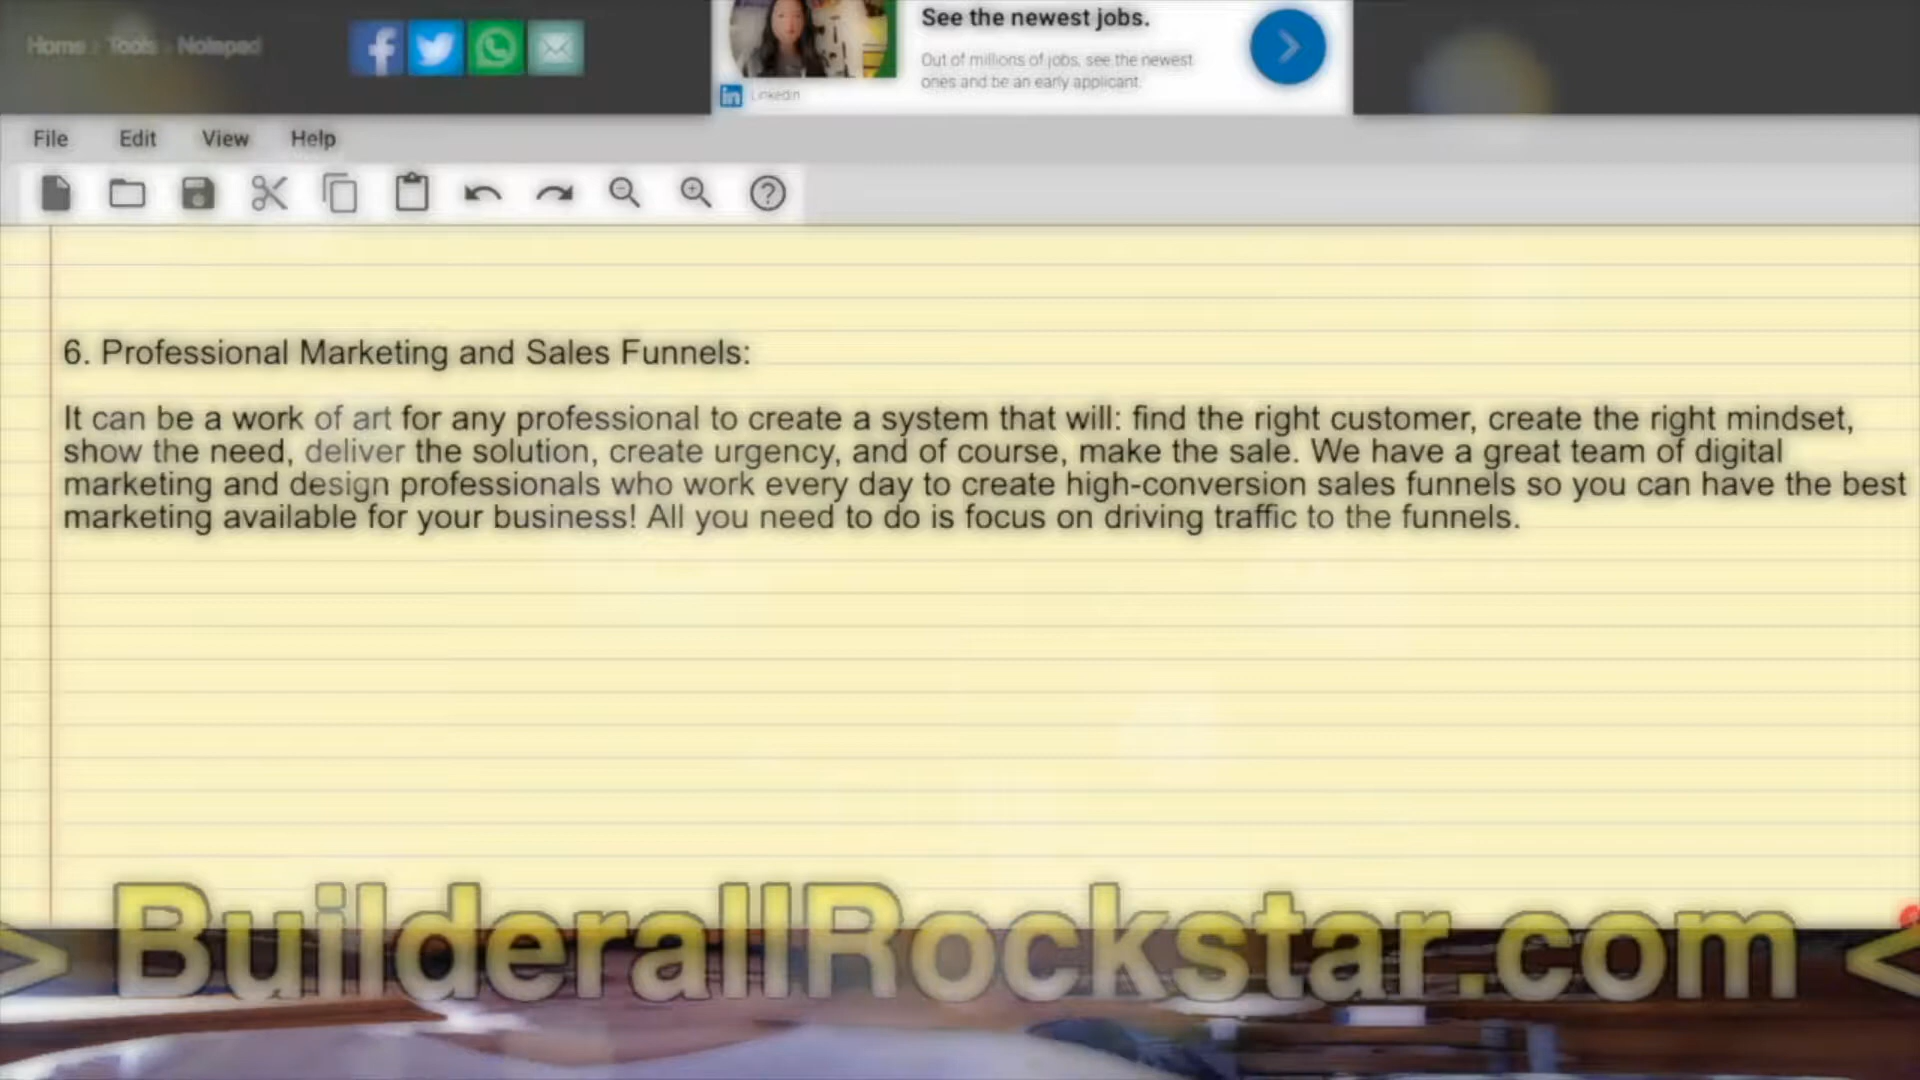 Home › Tools › Notepad
See the newest jobs.
Out of millions of jobs, see the newest
ones and be an early applicant.
in LinkedIn
File Edit View Help
6. Professional Marketing and Sales Funnels:
It can be a work of art for any professional to create a system that will: find the right customer, create the right mindset,
show the need, deliver the solution, create urgency, and of course, make the sale. We have a great team of digital
marketing and design professionals who work every day to create high-conversion sales funnels so you can have the best
marketing available for your business! All you need to do is focus on driving traffic to the funnels.
> BuilderallRockstar.com <